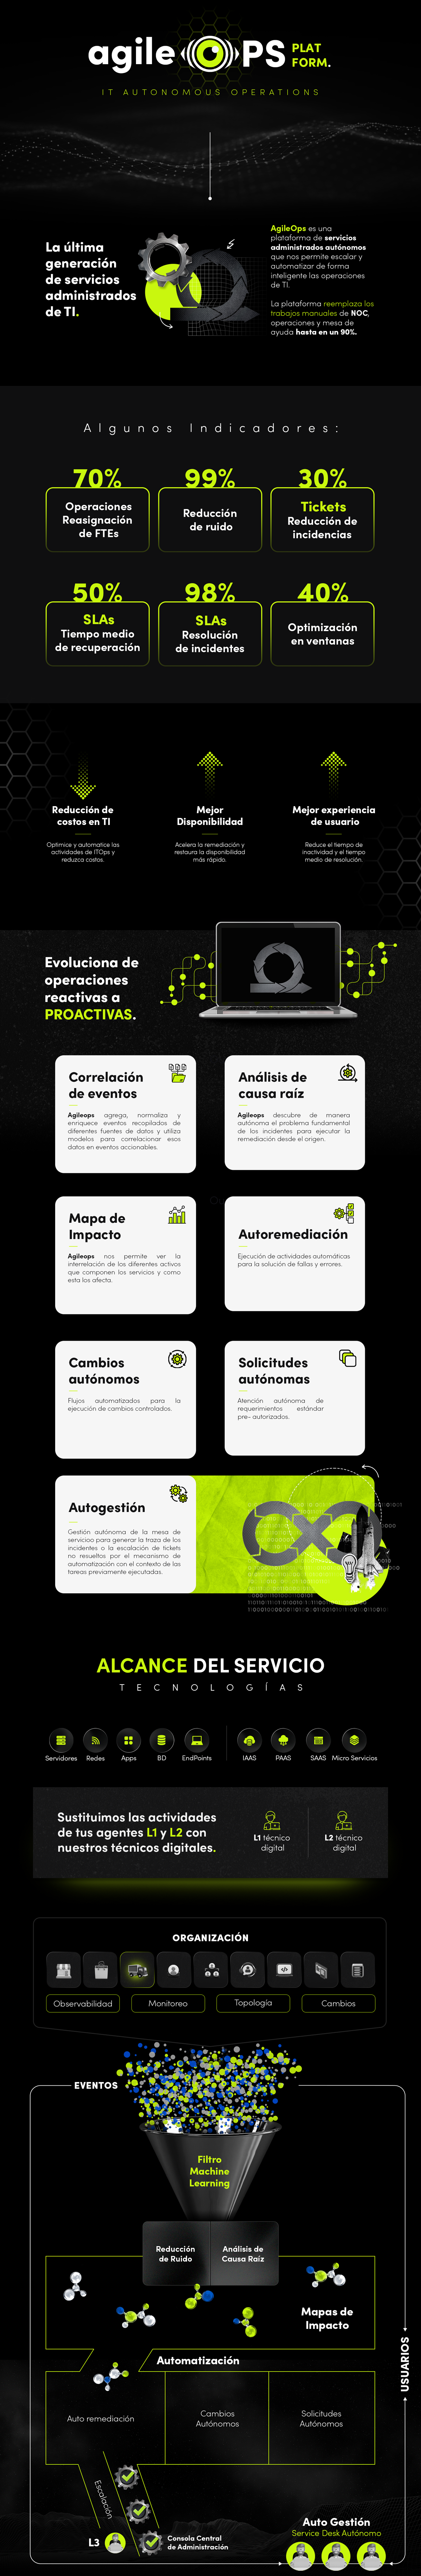 agileOPS PLAT
FORM.
IT AUTONOMOUS OPERATIONS
La última
generación
de servicios
administrados
de TI.
AgileOps es una
plataforma de servicios
administrados autónomos
que nos permite escalar y
automatizar de forma
inteligente las operaciones
de TI.
La plataforma reemplaza los
trabajos manuales de NOC,
operaciones y mesa de
ayuda hasta en un 90%.
Algunos Indicadores:
70%
Operaciones
Reasignación
de FTEs
99%
Reducción
de ruido
30%
Tickets
Reducción de
incidencias
50%
SLAs
Tiempo medio
de recuperación
98%
SLAs
Resolución
de incidentes
40%
Optimización
en ventanas
Reducción de
costos en TI
Optimice y automatice las
actividades de ITOps y
reduzca costos.
Mejor
Disponibilidad
Acelera la remediación y
restaura la disponibilidad
más rápido.
Mejor experiencia
de usuario
Reduce el tiempo de
inactividad y el tiempo
medio de resolución.
Evoluciona de
operaciones
reactivas a
PROACTIVAS.
Correlación
de eventos
Agileops agrega, normaliza y
enriquece eventos recopilados de
diferentes fuentes de datos y utiliza
modelos para correlacionar esos
datos en eventos accionables.
Análisis de
causa raíz
Agileops descubre de manera
autónoma el problema fundamental
de los incidentes para ejecutar la
remediación desde el origen.
Mapa de
Impacto
Agileops nos permite ver la
interrelación de los diferentes activos
que componen los servicios y como
esta los afecta.
Autoremediación
Ejecución de actividades automáticas
para la solución de fallas y errores.
Cambios
autónomos
Flujos automatizados para la
ejecución de cambios controlados.
Solicitudes
autónomas
Atención autónoma de
requerimientos estándar
pre- autorizados.
Autogestión
Gestión autónoma de la mesa de
servicios para generar la traza de los
incidentes o la escalación de tickets
no resueltos por el mecanismo de
automatización con el contexto de las
tareas previamente ejecutadas.
ALCANCE DEL SERVICIO
TECNOLOGÍAS
Servidores
Redes
Apps
BD
EndPoints
IAAS
PAAS
SAAS
Micro Servicios
Sustituimos las actividades
de tus agentes L1 y L2 con
nuestros técnicos digitales.
L1 técnico
digital
L2 técnico
digital
ORGANIZACIÓN
Observabilidad
Monitoreo
Topología
Cambios
EVENTOS
Filtro
Machine
Learning
Reducción
de Ruido
Análisis de
Causa Raíz
Mapas de
Impacto
USUARIOS
Automatización
Auto remediación
Cambios
Autónomos
Solicitudes
Autónomos
Escalación
L3
Consola Central
de Administración
Auto Gestión
Service Desk Autónomo